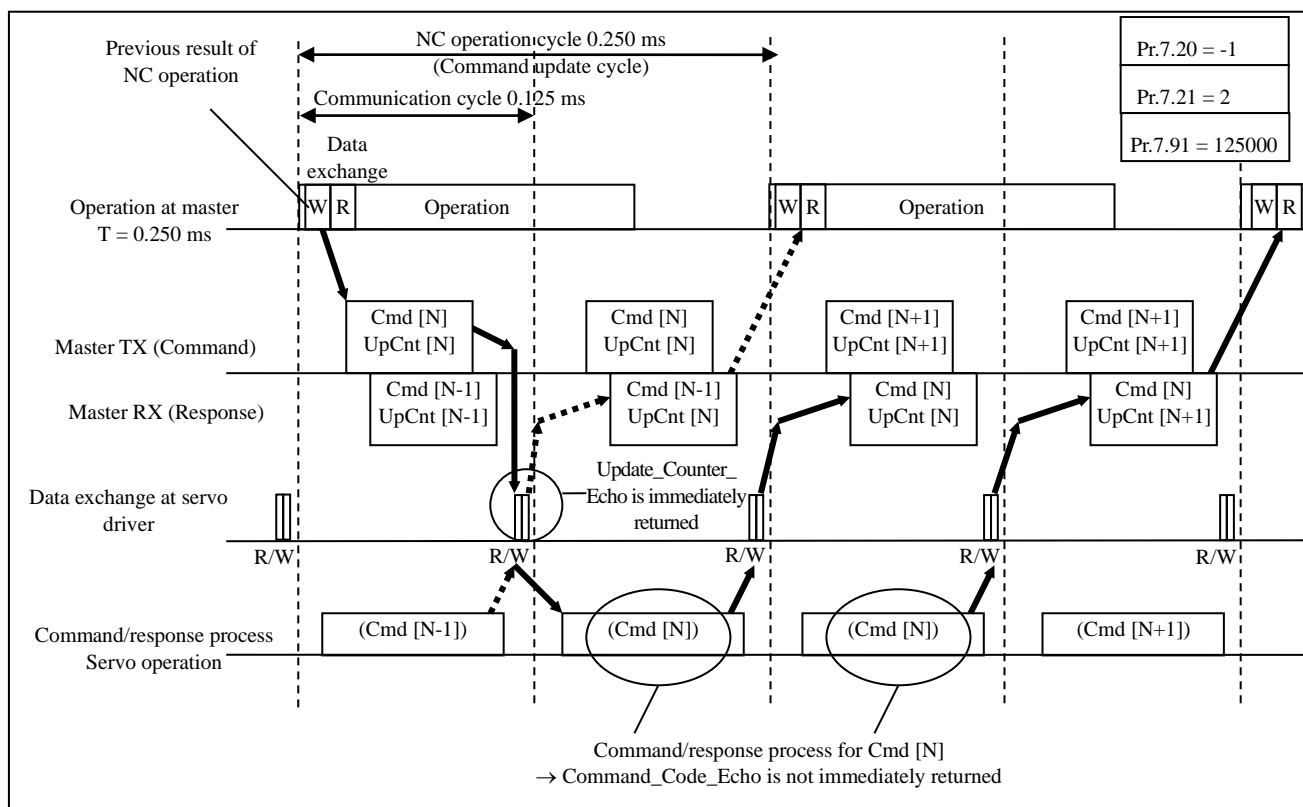 Previous result of
NC operation
NC operation cycle 0.250 ms
(Command update cycle)
Communication cycle 0.125 ms
Pr.7.20 = -1
Pr.7.21 = 2
Pr.7.91 = 125000
Data
exchange
Operation at master
T = 0.250 ms
W R Operation W R Operation W R
Master TX (Command)
Cmd [N]
UpCnt [N]
Cmd [N]
UpCnt [N]
Cmd [N+1]
UpCnt [N+1]
Cmd [N+1]
UpCnt [N+1]
Master RX (Response)
Cmd [N-1]
UpCnt [N-1]
Cmd [N-1]
UpCnt [N]
Cmd [N]
UpCnt [N]
Cmd [N]
UpCnt [N+1]
Data exchange at servo
driver
Update_Counter_
Echo is immediately
returned
R/W R/W R/W R/W R/W
Command/response process
Servo operation
(Cmd [N-1]) (Cmd [N]) (Cmd [N]) (Cmd [N+1])
Command/response process for Cmd [N]
→ Command_Code_Echo is not immediately returned